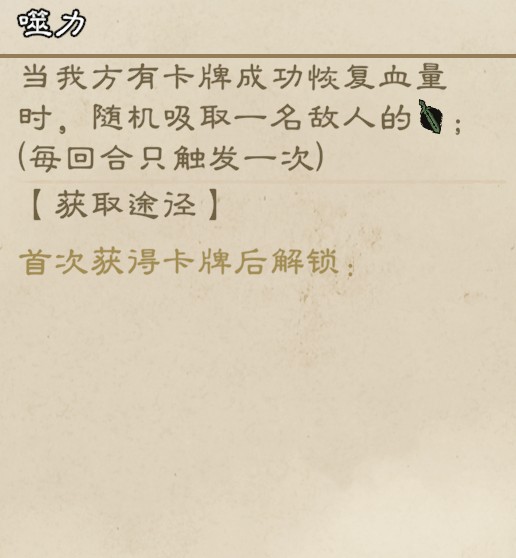 噬力
当我方有卡牌成功恢复血量
时，随机吸取一名敌人的；
(每回合只触发一次)
【获取途径】
首次获得卡牌后解锁；